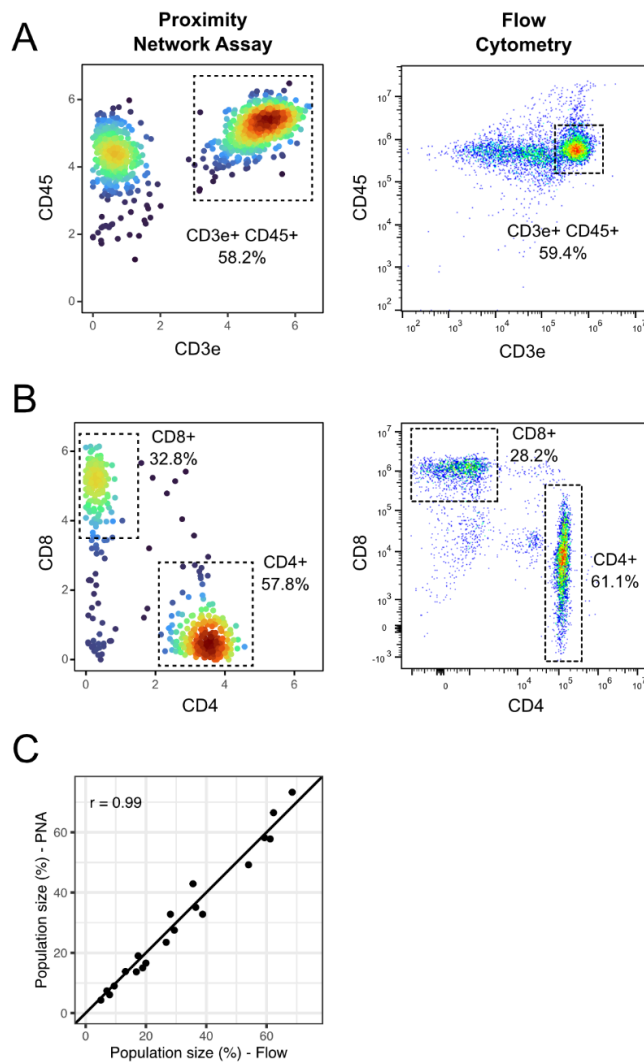 A
Proximity
Network Assay
Flow
Cytometry
CD45
6
4
2
0
CD3e+ CD45+
58.2%
0 2 4 6
CD3e
CD45
10⁷
10⁶
10⁵
10⁴
10³
10²
CD3e+ CD45+
59.4%
10² 10³ 10⁴ 10⁵ 10⁶ 10⁷
CD3e
B
CD8
6
4
2
0
CD8+
32.8%
CD4+
57.8%
0 2 4 6
CD4
CD8
10⁷
10⁶
10⁵
10⁴
10³
0
-10³
CD8+
28.2%
CD4+
61.1%
0 10⁴ 10⁵ 10⁶ 10⁷
CD4
C
Population size (%) - PNA
60
40
20
0
r = 0.99
0 20 40 60
Population size (%) - Flow